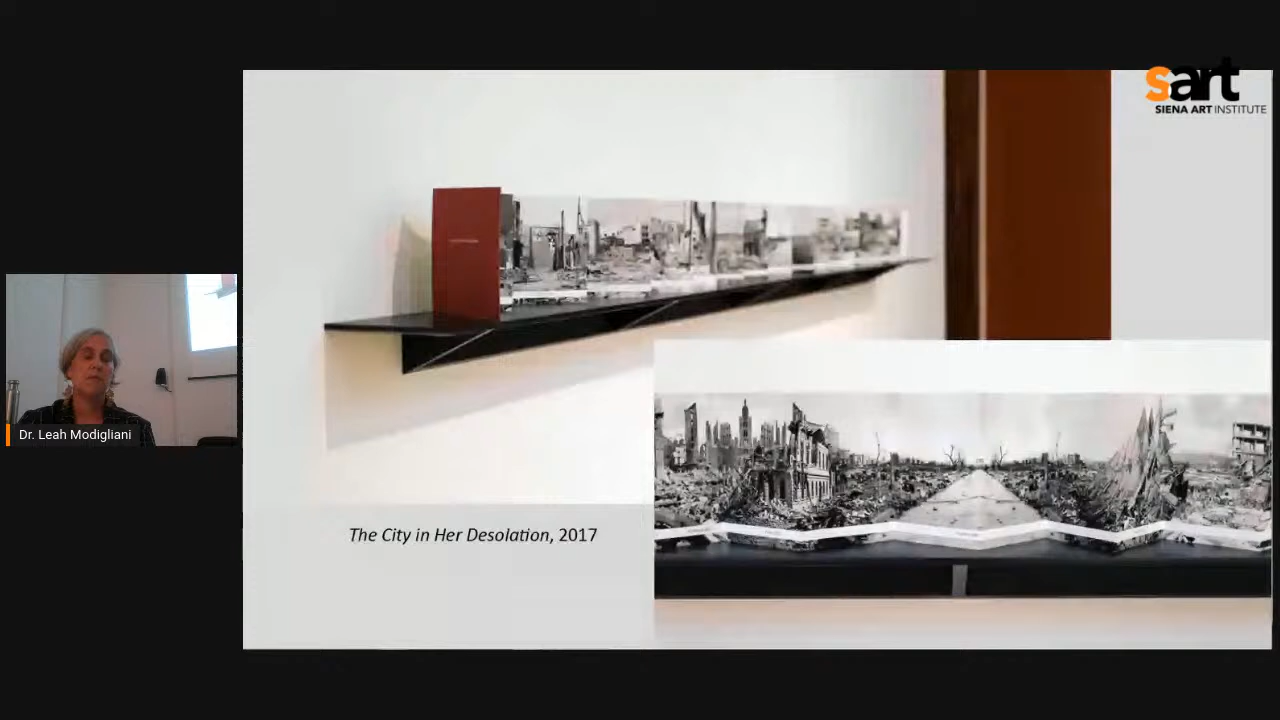 sart
SIENA ART INSTITUTE
Dr. Leah Modigliani
The City in Her Desolation, 2017